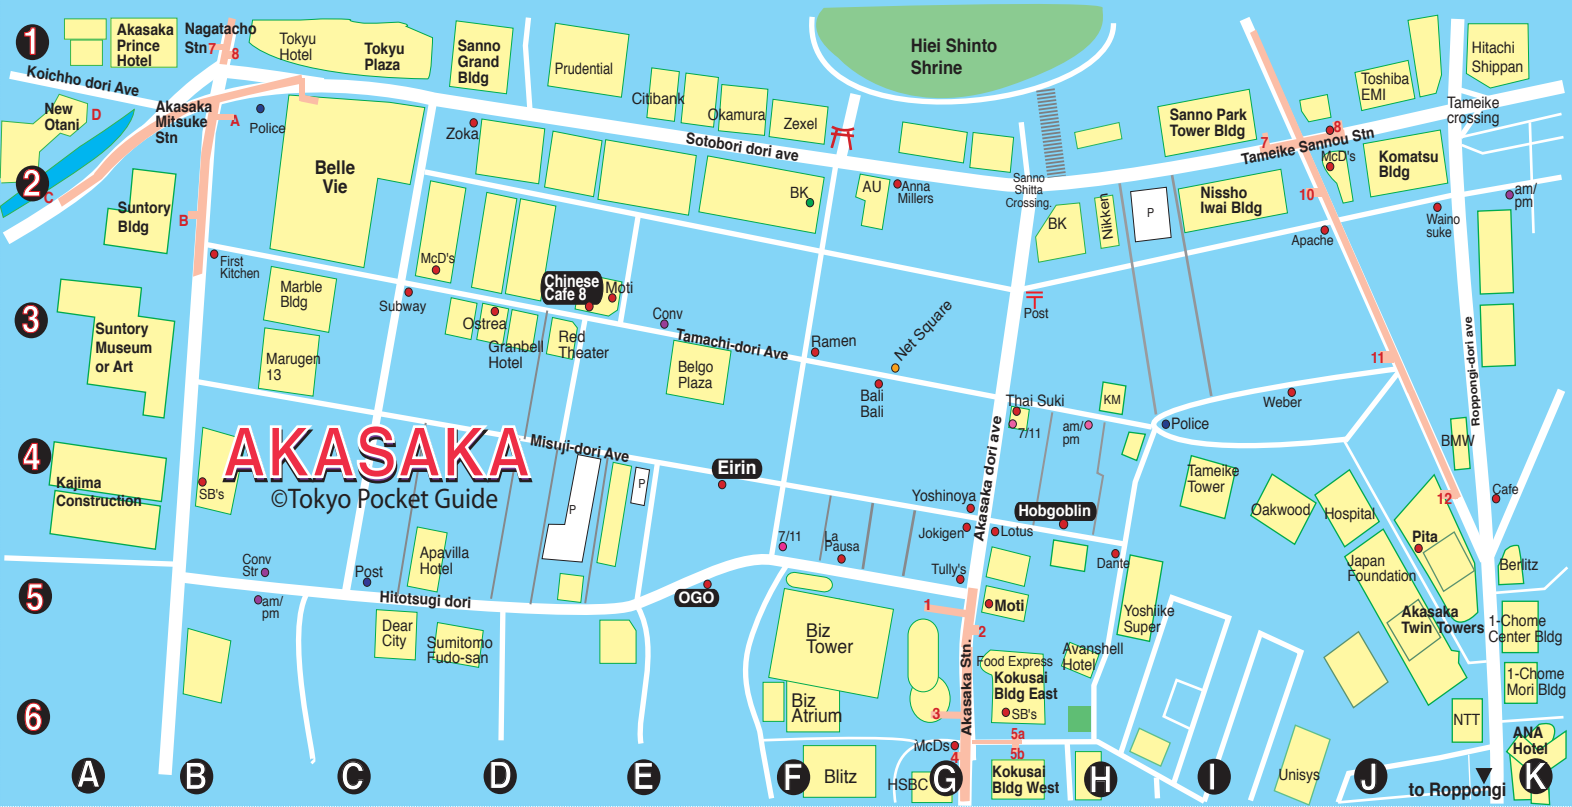 1
Akasaka
Prince
Hotel
Nagatacho
Stn
7
8
Tokyu
Hotel
Tokyu
Plaza
Sanno
Grand
Bldg
Prudential
Citibank
Okamura
Zexel
Hiei Shinto
Shrine
Sanno Park
Tower Bldg
Toshiba
EMI
Hitachi
Shippan
Tameike
crossing
Koichho dori Ave
New
Otani
D
Akasaka
Mitsuke
Stn
A
Police
Zoka
Sotobori dori ave
7
8
Tameike Sannou Stn
McD's
Komatsu
Bldg
2
C
Belle
Vie
Suntory
Bldg
B
BK
AU
Anna
Millers
Sanno
Shitta
Crossing.
BK
Nikken
P
Nissho
Iwai Bldg
10
am/
pm
Waino
suke
Apache
First
Kitchen
McD's
Marble
Bldg
Subway
Chinese
Cafe 8
Moti
Post
3
Suntory
Museum
or Art
Ostrea
Granbell
Hotel
Red
Theater
Conv
Tamachi-dori Ave
Ramen
Net Square
Marugen
13
Belgo
Plaza
Bali
Bali
11
Roppongi-dori ave
Thai Suki
7/11
KM
am/
pm
Police
Weber
4
AKASAKA
©Tokyo Pocket Guide
Misuji-dori Ave
Kajima
Construction
SB's
P
P
Eirin
Akasaka dori ave
BMW
Tameike
Tower
Oakwood
Hospital
12
Cafe
Yoshinoya
Jokigen
Lotus
Hobgoblin
Pita
Conv
Str
Apavilla
Hotel
7/11
La
Pausa
Dante
Japan
Foundation
Berlitz
5
am/
pm
Post
Hitotsugi dori
OGO
Tully's
1
Moti
2
Yoshiike
Super
Akasaka
Twin Towers
1-Chome
Center Bldg
Dear
City
Sumitomo
Fudo-san
Biz
Tower
Akasaka Stn.
Food Express
Kokusai
Bldg East
SB's
Avanshell
Hotel
1-Chome
Mori Bldg
6
Biz
Atrium
3
NTT
McDs
4
5a
5b
ANA
Hotel
A
B
C
D
E
F
Blitz
HSBC
G
Kokusai
Bldg West
H
I
Unisys
J
to Roppongi
K